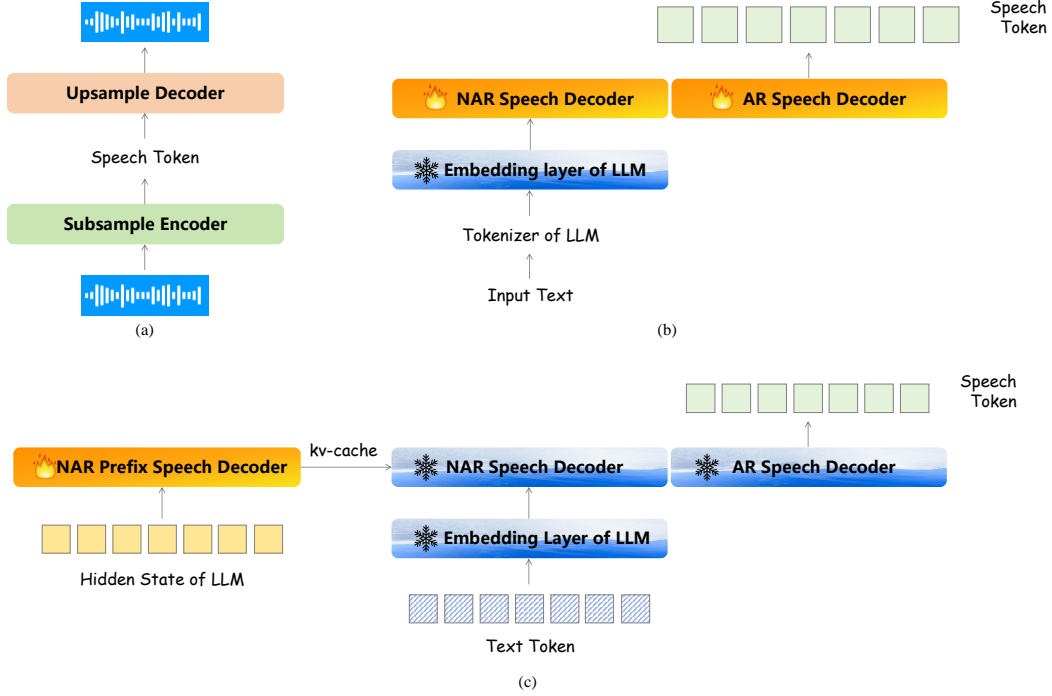 Upsample Decoder
Speech Token
Subsample Encoder
(a)
Speech
Token
NAR Speech Decoder
AR Speech Decoder
Embedding layer of LLM
Tokenizer of LLM
Input Text
(b)
Speech
Token
NAR Prefix Speech Decoder
kv-cache
NAR Speech Decoder
AR Speech Decoder
Embedding Layer of LLM
Hidden State of LLM
Text Token
(c)